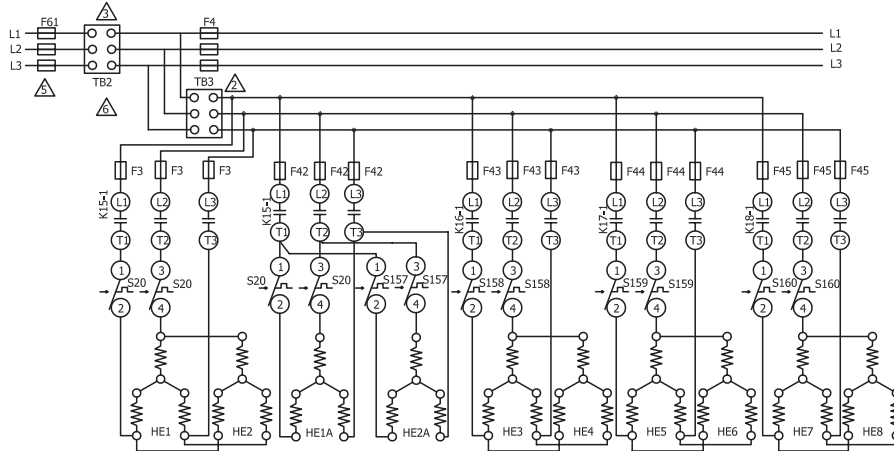 3
F61 F4
L1 L1
L2 L2
L3 L3
5 TB2 TB3 2
6
F3 F3 F3 F42 F42 F42 F43 F43 F43 F44 F44 F44 F45 F45 F45
K15-1 L1 L2 L3 K15-1 L1 L2 L3 K16-1 L1 L2 L3 K17-1 L1 L2 L3 K18-1 L1 L2 L3
T1 T2 T3 T1 T2 T3 T1 T2 T3 T1 T2 T3 T1 T2 T3
1 3 1 3 1 3 1 3 1 3 1 3
S20 S20 S20 S20 S157 S157 S158 S158 S159 S159 S160 S160
2 4 2 4 2 4 2 4 2 4 2 4
HE1 HE2 HE1A HE2A HE3 HE4 HE5 HE6 HE7 HE8